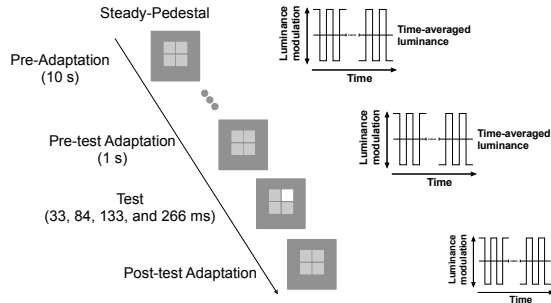 Steady-Pedestal
Pre-Adaptation
(10 s)
Pre-test Adaptation
(1 s)
Test
(33, 84, 133, and 266 ms)
Post-test Adaptation
Luminance
modulation
Time-averaged
luminance
Time
Luminance
modulation
Time-averaged
luminance
Time
Luminance
modulation
Time